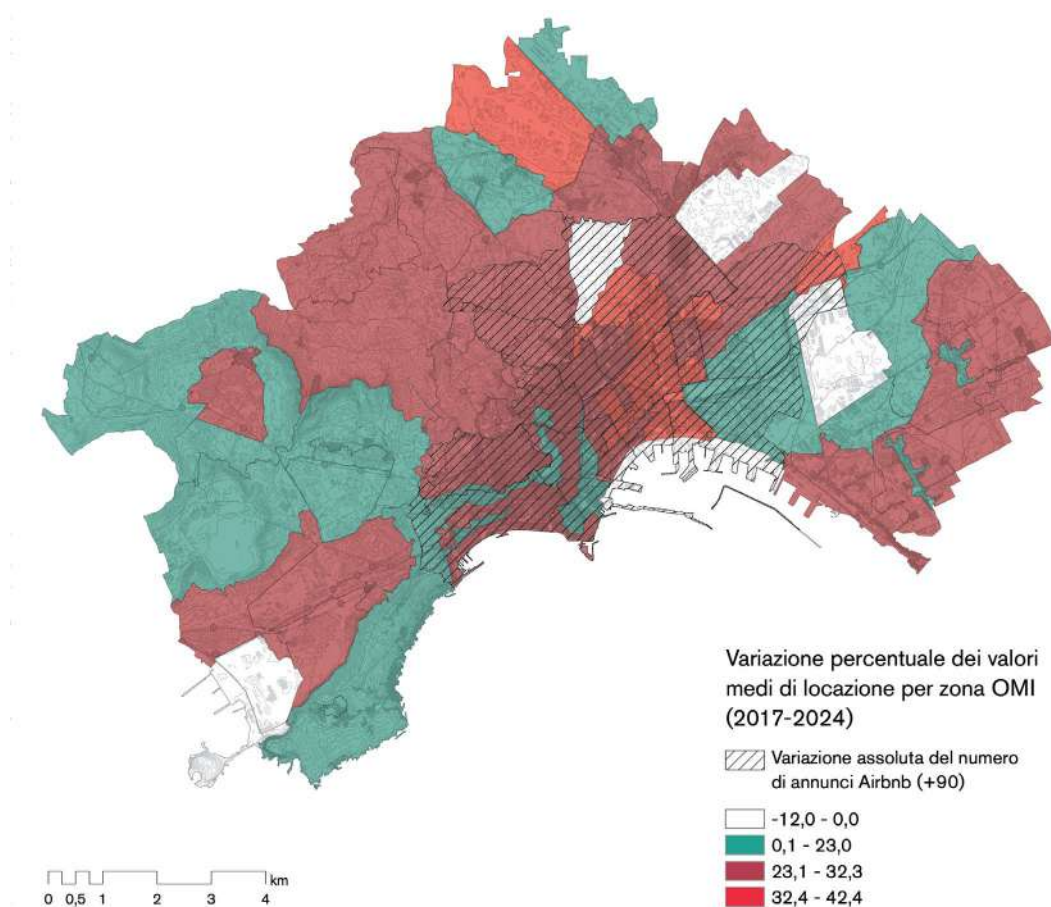 Variazione percentuale dei valori
medi di locazione per zona OMI
(2017-2024)
Variazione assoluta del numero
di annunci Airbnb (+90)
-12,0 - 0,0
0,1 - 23,0
23,1 - 32,3
32,4 - 42,4
km
0 0,5 1 2 3 4